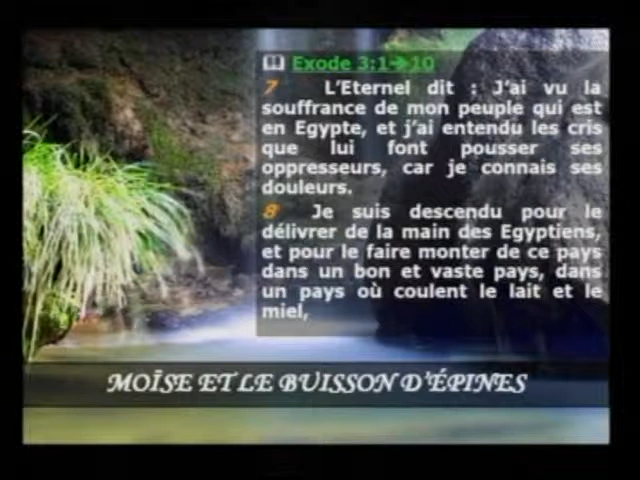 Exode 3:1➔10
7 L'Eternel dit : J'ai vu la
souffrance de mon peuple qui est
en Egypte, et j'ai entendu les cris
que lui font pousser ses
oppresseurs, car je connais ses
douleurs.
8 Je suis descendu pour le
délivrer de la main des Egyptiens,
et pour le faire monter de ce pays
dans un bon et vaste pays, dans
un pays où coulent le lait et le
miel,
MOÏSE ET LE BUISSON D'ÉPINES